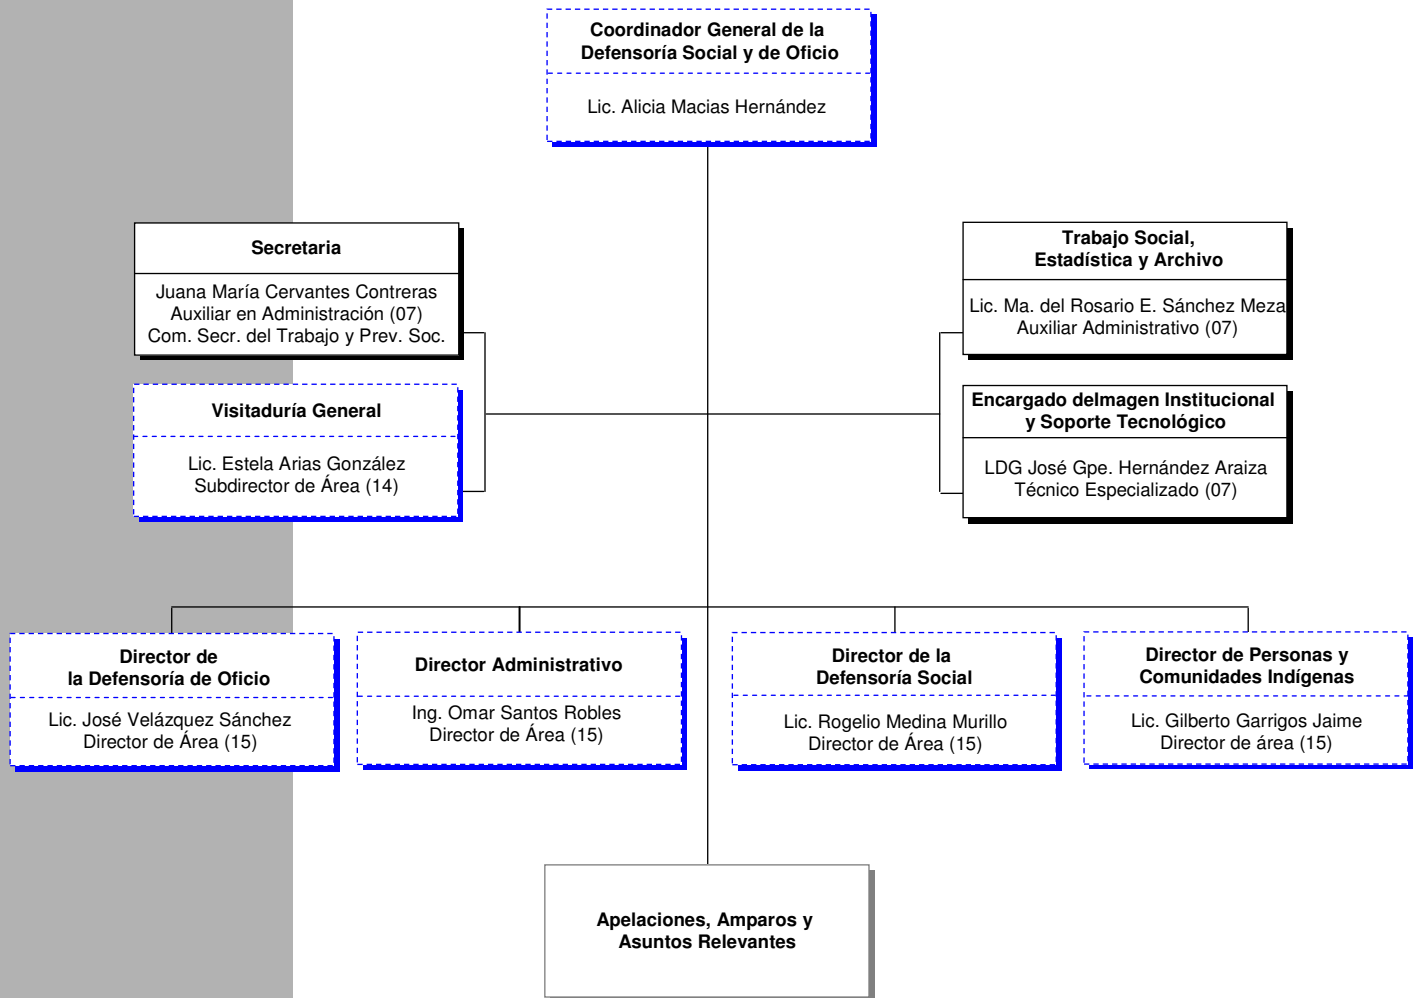 Coordinador General de la
Defensoría Social y de Oficio
Lic. Alicia Macias Hernández
Secretaria
Juana María Cervantes Contreras
Auxiliar en Administración (07)
Com. Secr. del Trabajo y Prev. Soc.
Trabajo Social,
Estadística y Archivo
Lic. Ma. del Rosario E. Sánchez Meza
Auxiliar Administrativo (07)
Visitaduría General
Lic. Estela Arias González
Subdirector de Área (14)
Encargado deImagen Institucional
y Soporte Tecnológico
LDG José Gpe. Hernández Araiza
Técnico Especializado (07)
Director de
la Defensoría de Oficio
Lic. José Velázquez Sánchez
Director de Área (15)
Director Administrativo
Ing. Omar Santos Robles
Director de Área (15)
Director de la
Defensoría Social
Lic. Rogelio Medina Murillo
Director de Área (15)
Director de Personas y
Comunidades Indígenas
Lic. Gilberto Garrigos Jaime
Director de área (15)
Apelaciones, Amparos y
Asuntos Relevantes